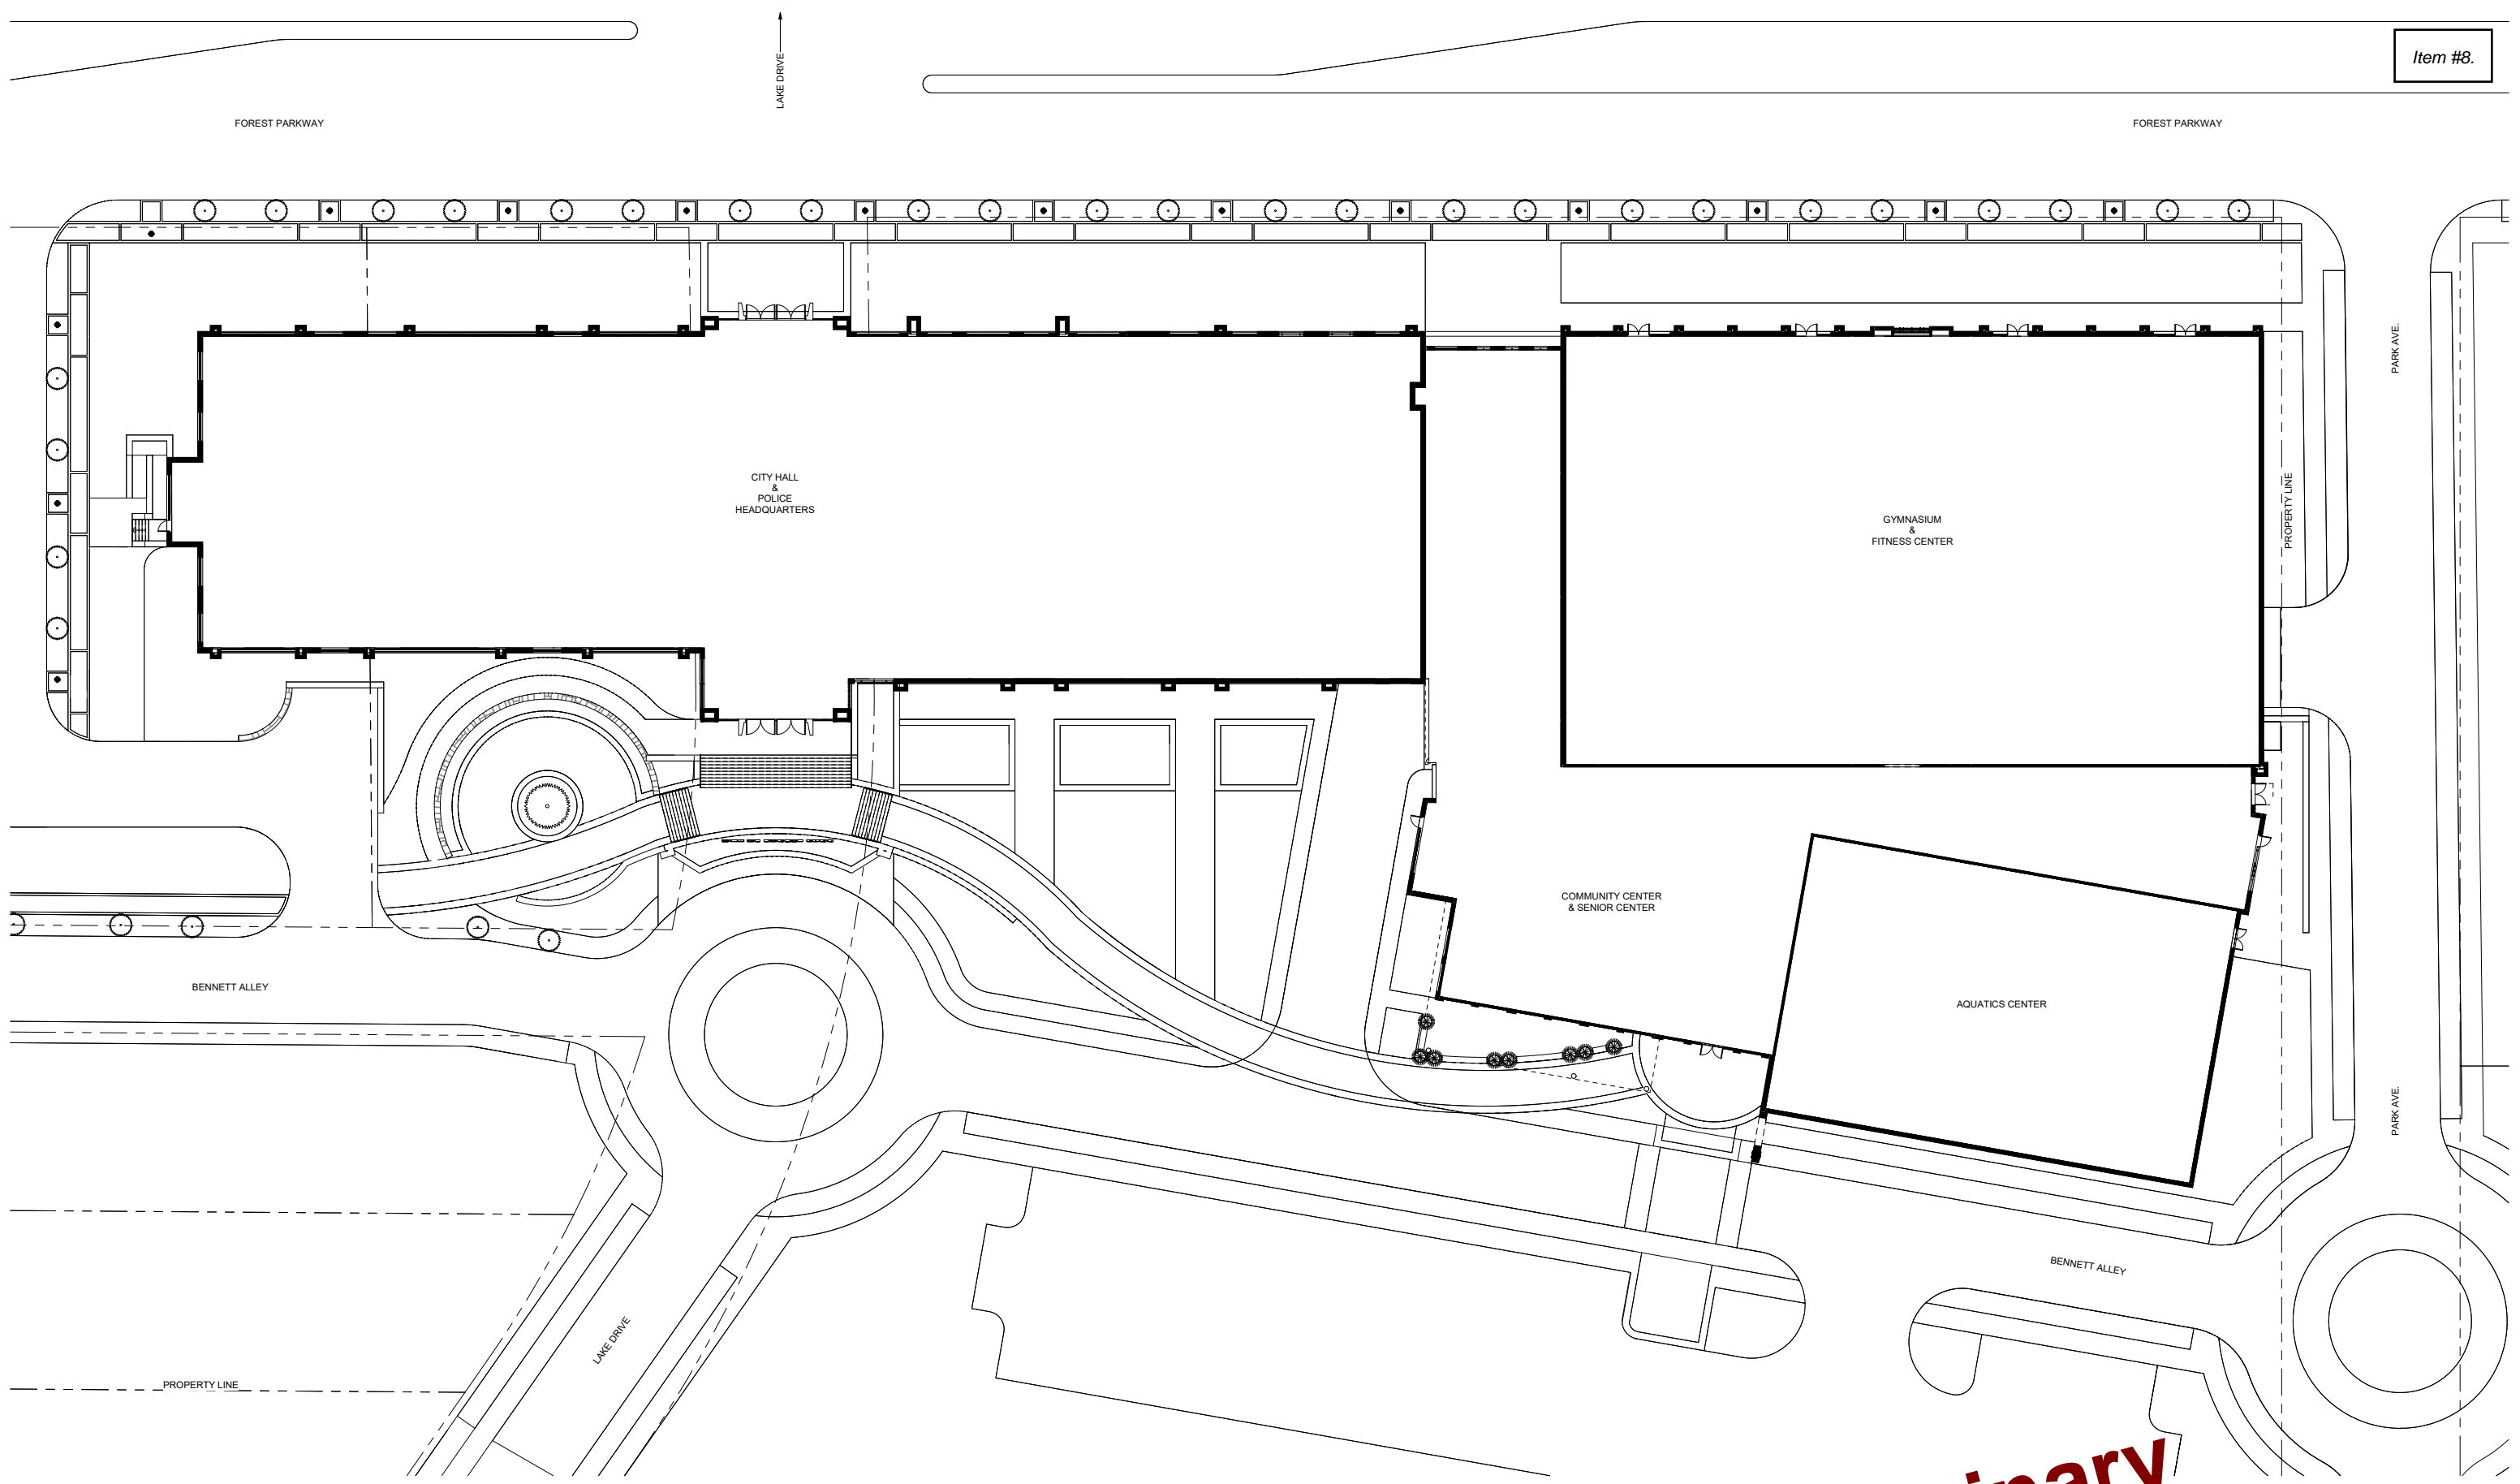 LAKE DRIVE
Item #8.
FOREST PARKWAY
FOREST PARKWAY
PARK AVE.
CITY HALL
&
POLICE
HEADQUARTERS
GYMNASIUM
&
FITNESS CENTER
PROPERTY LINE
COMMUNITY CENTER
& SENIOR CENTER
AQUATICS CENTER
BENNETT ALLEY
PARK AVE.
BENNETT ALLEY
LAKE DRIVE
PROPERTY LINE